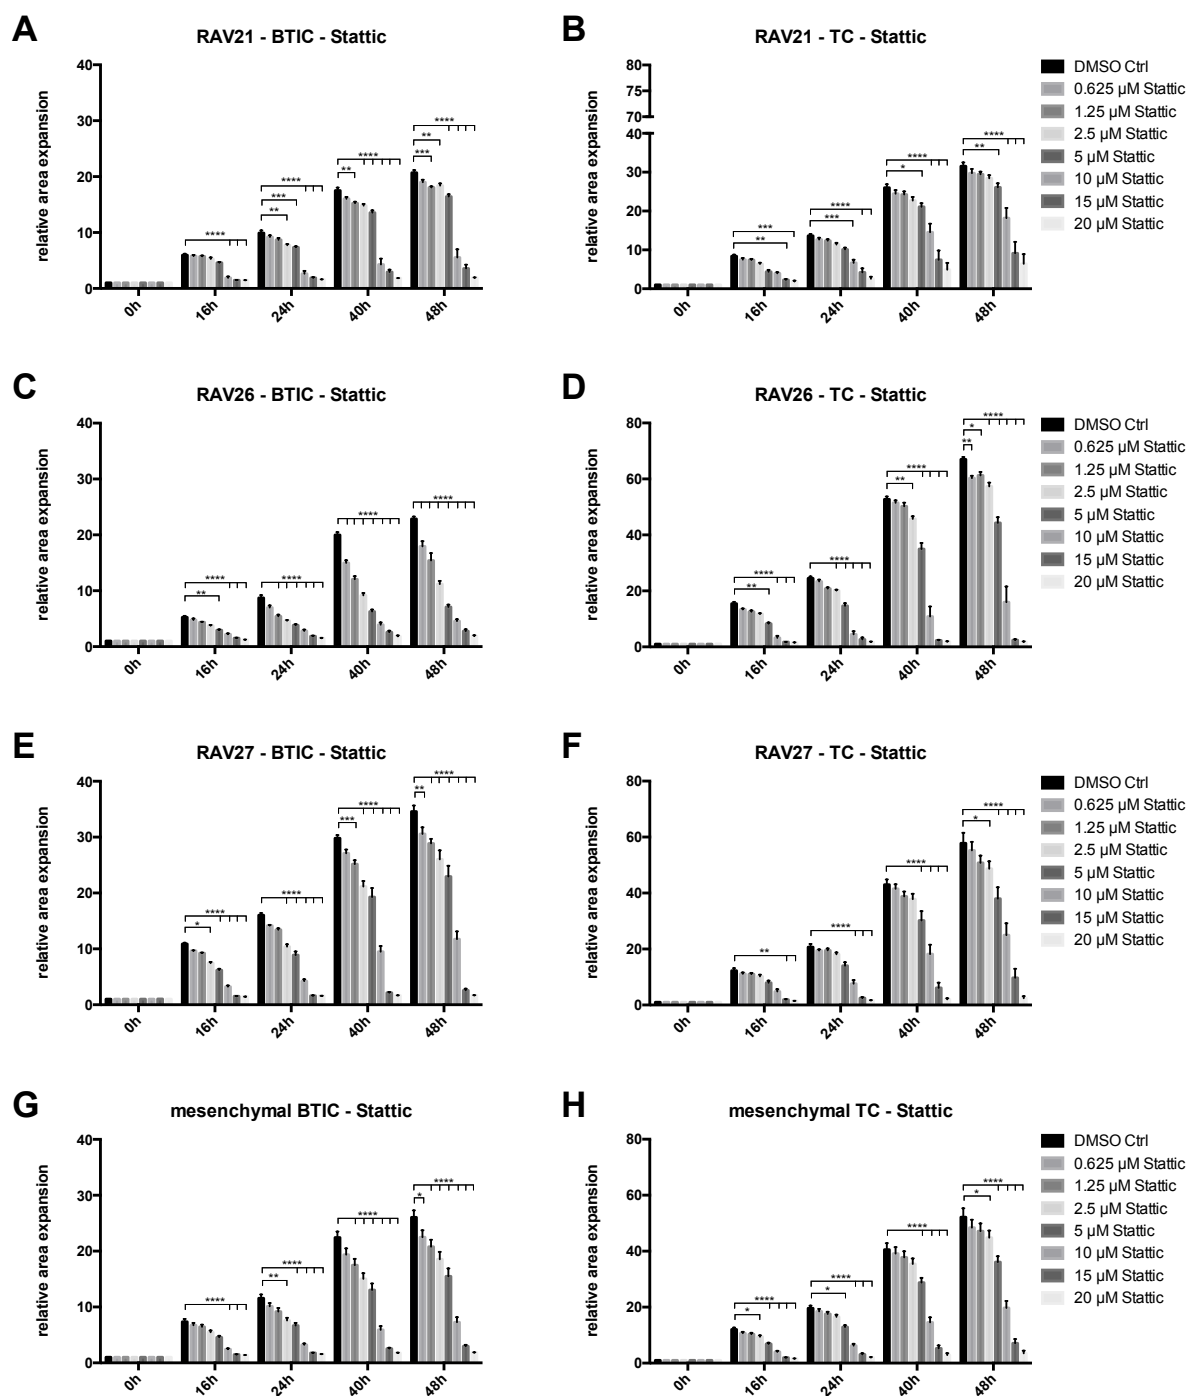 A
RAV21 - BTIC - Stattic
relative area expansion
40
30
20
10
0
****
****
***
**
****
**
****
**
***
0h
16h
24h
40h
48h
B
RAV21 - TC - Stattic
relative area expansion
80
75
70
40
30
20
10
0
***
**
****
***
****
*
****
**
0h
16h
24h
40h
48h
DMSO Ctrl
0.625 µM Stattic
1.25 µM Stattic
2.5 µM Stattic
5 µM Stattic
10 µM Stattic
15 µM Stattic
20 µM Stattic
C
RAV26 - BTIC - Stattic
relative area expansion
40
30
20
10
0
****
**
****
****
****
0h
16h
24h
40h
48h
D
RAV26 - TC - Stattic
relative area expansion
80
60
40
20
0
****
**
****
****
**
****
*
**
0h
16h
24h
40h
48h
DMSO Ctrl
0.625 µM Stattic
1.25 µM Stattic
2.5 µM Stattic
5 µM Stattic
10 µM Stattic
15 µM Stattic
20 µM Stattic
E
RAV27 - BTIC - Stattic
relative area expansion
40
30
20
10
0
****
*
****
****
***
****
**
0h
16h
24h
40h
48h
F
RAV27 - TC - Stattic
relative area expansion
80
60
40
20
0
**
****
****
****
*
0h
16h
24h
40h
48h
DMSO Ctrl
0.625 µM Stattic
1.25 µM Stattic
2.5 µM Stattic
5 µM Stattic
10 µM Stattic
15 µM Stattic
20 µM Stattic
G
mesenchymal BTIC - Stattic
relative area expansion
40
30
20
10
0
****
****
**
****
****
*
0h
16h
24h
40h
48h
H
mesenchymal TC - Stattic
relative area expansion
80
60
40
20
0
****
*
****
*
****
****
*
0h
16h
24h
40h
48h
DMSO Ctrl
0.625 µM Stattic
1.25 µM Stattic
2.5 µM Stattic
5 µM Stattic
10 µM Stattic
15 µM Stattic
20 µM Stattic